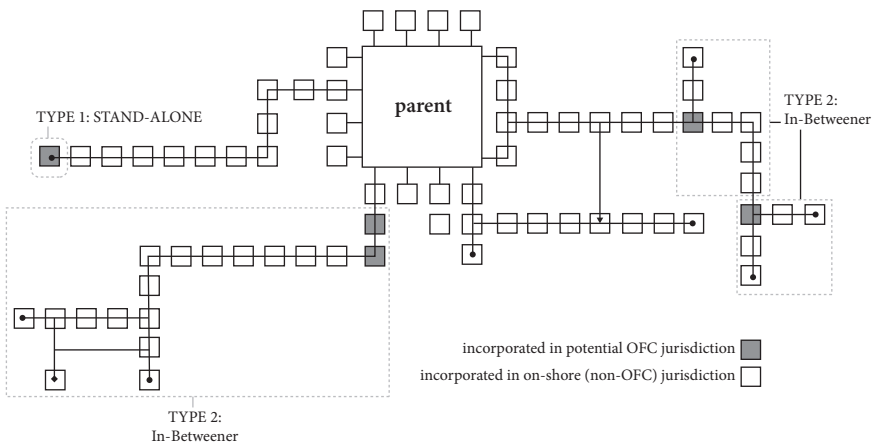 parent
TYPE 1: STAND-ALONE
TYPE 2:
In-Betweener
incorporated in potential OFC jurisdiction
incorporated in on-shore (non-OFC) jurisdiction
TYPE 2:
In-Betweener